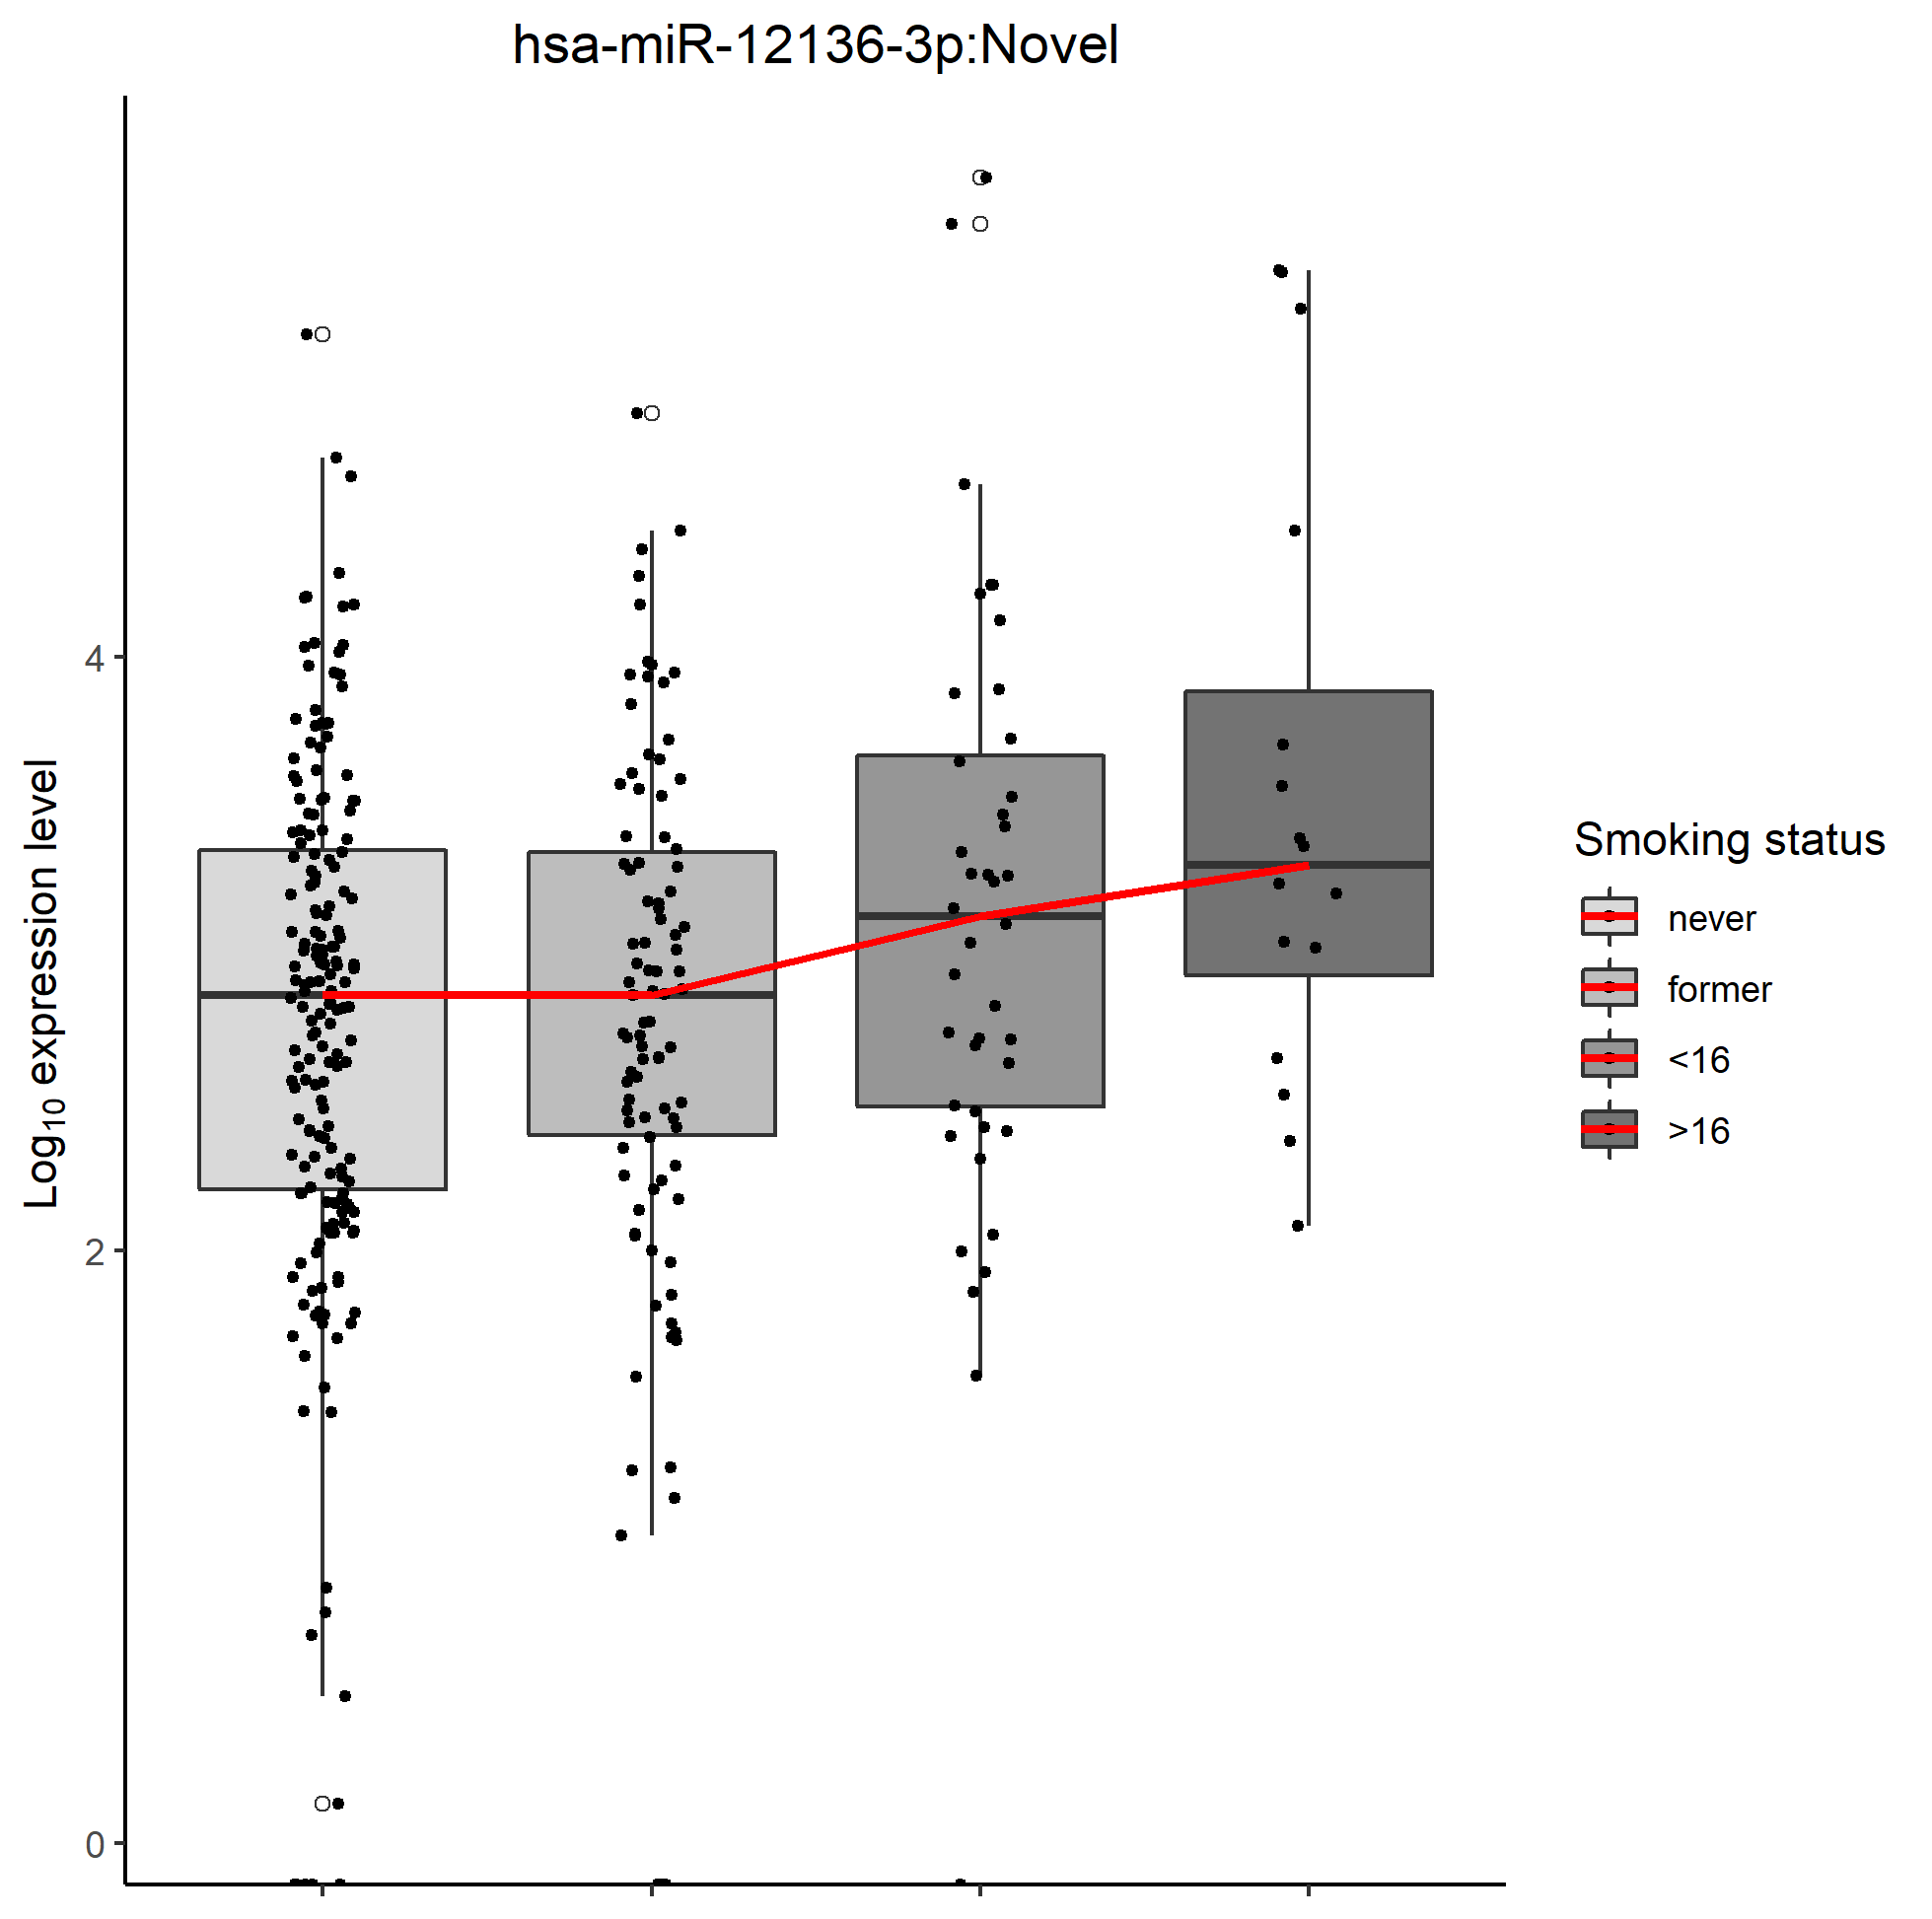 hsa-miR-12136-3p:Novel
Log₁₀ expression level
4
2
0
Smoking status
never
former
<16
>16